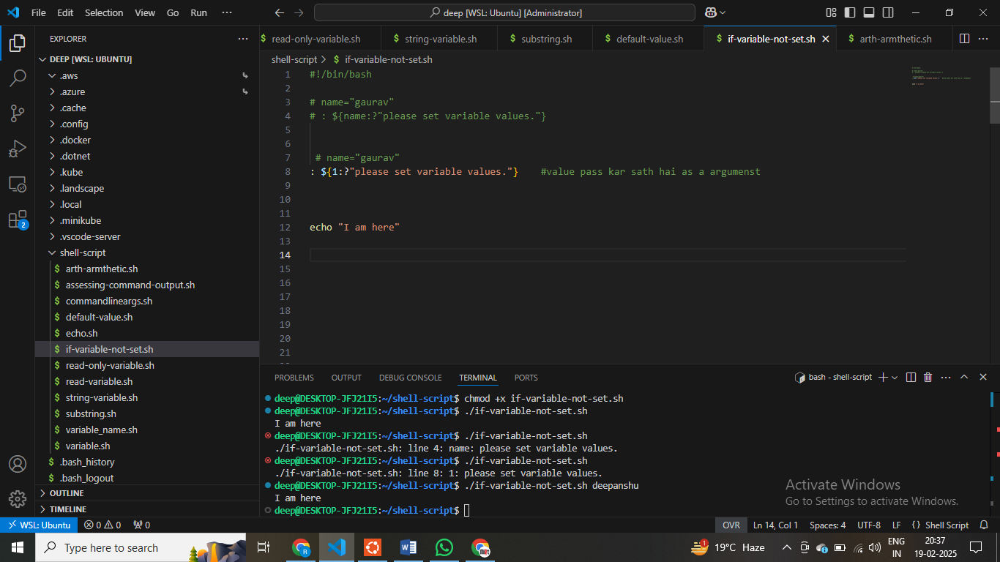 File Edit Selection View Go Run ···
deep [WSL: Ubuntu] [Administrator]
EXPLORER ···
DEEP [WSL: UBUNTU]
.aws
.azure
.cache
.config
.docker
.dotnet
.kube
.landscape
.local
.minikube
.vscode-server
shell-script
$ arth-armthetic.sh
$ assessing-command-output.sh
$ commandlineargs.sh
$ default-value.sh
$ echo.sh
$ if-variable-not-set.sh
$ read-only-variable.sh
$ read-variable.sh
$ string-variable.sh
$ substring.sh
$ variable_name.sh
$ variable.sh
$ .bash_history
$ .bash_logout
OUTLINE
TIMELINE
2
$ read-only-variable.sh $ string-variable.sh $ substring.sh $ default-value.sh $ if-variable-not-set.sh $ arth-armthetic.sh ···
shell-script > $ if-variable-not-set.sh
1 #!/bin/bash
2
3 # name="gaurav"
4 # : ${name:?"please set variable values."}
5
6
7 # name="gaurav"
8 : ${1:?"please set variable values."} #value pass kar sath hai as a argumenst
9
10
11
12 echo "I am here"
13
14
15
16
17
18
19
20
21
PROBLEMS OUTPUT DEBUG CONSOLE TERMINAL PORTS
bash - shell-script ···
deep@DESKTOP-JFJ21I5:~/shell-script$ chmod +x if-variable-not-set.sh
deep@DESKTOP-JFJ21I5:~/shell-script$ ./if-variable-not-set.sh
I am here
deep@DESKTOP-JFJ21I5:~/shell-script$ ./if-variable-not-set.sh
./if-variable-not-set.sh: line 4: name: please set variable values.
deep@DESKTOP-JFJ21I5:~/shell-script$ ./if-variable-not-set.sh
./if-variable-not-set.sh: line 8: 1: please set variable values.
deep@DESKTOP-JFJ21I5:~/shell-script$ ./if-variable-not-set.sh deepanshu
I am here
deep@DESKTOP-JFJ21I5:~/shell-script$
Activate Windows
Go to Settings to activate Windows.
WSL: Ubuntu 0 0 0 OVR Ln 14, Col 1 Spaces: 4 UTF-8 LF {} Shell Script
Type here to search
R
W
1
19°C Haze
ENG
IN
20:37
19-02-2025